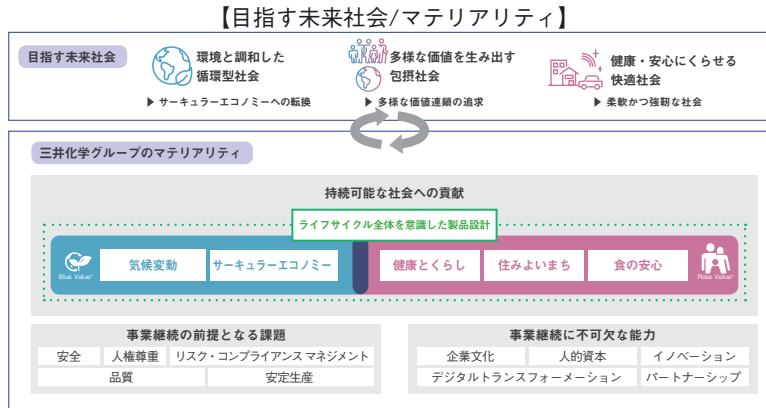 【目指す未来社会/マテリアリティ】
目指す未来社会
環境と調和した
循環型社会
▶ サーキュラーエコノミーへの転換
多様な価値を生み出す
包摂社会
▶ 多様な価値連鎖の追求
健康・安心にくらせる
快適社会
▶ 柔軟かつ強靭な社会
三井化学グループのマテリアリティ
持続可能な社会への貢献
ライフサイクル全体を意識した製品設計
Blue Value™
気候変動
サーキュラーエコノミー
健康とくらし
住みよいまち
食の安心
Rose Value™
事業継続の前提となる課題
安全
人権尊重
リスク・コンプライアンス マネジメント
品質
安定生産
事業継続に不可欠な能力
企業文化
人的資本
イノベーション
デジタルトランスフォーメーション
パートナーシップ